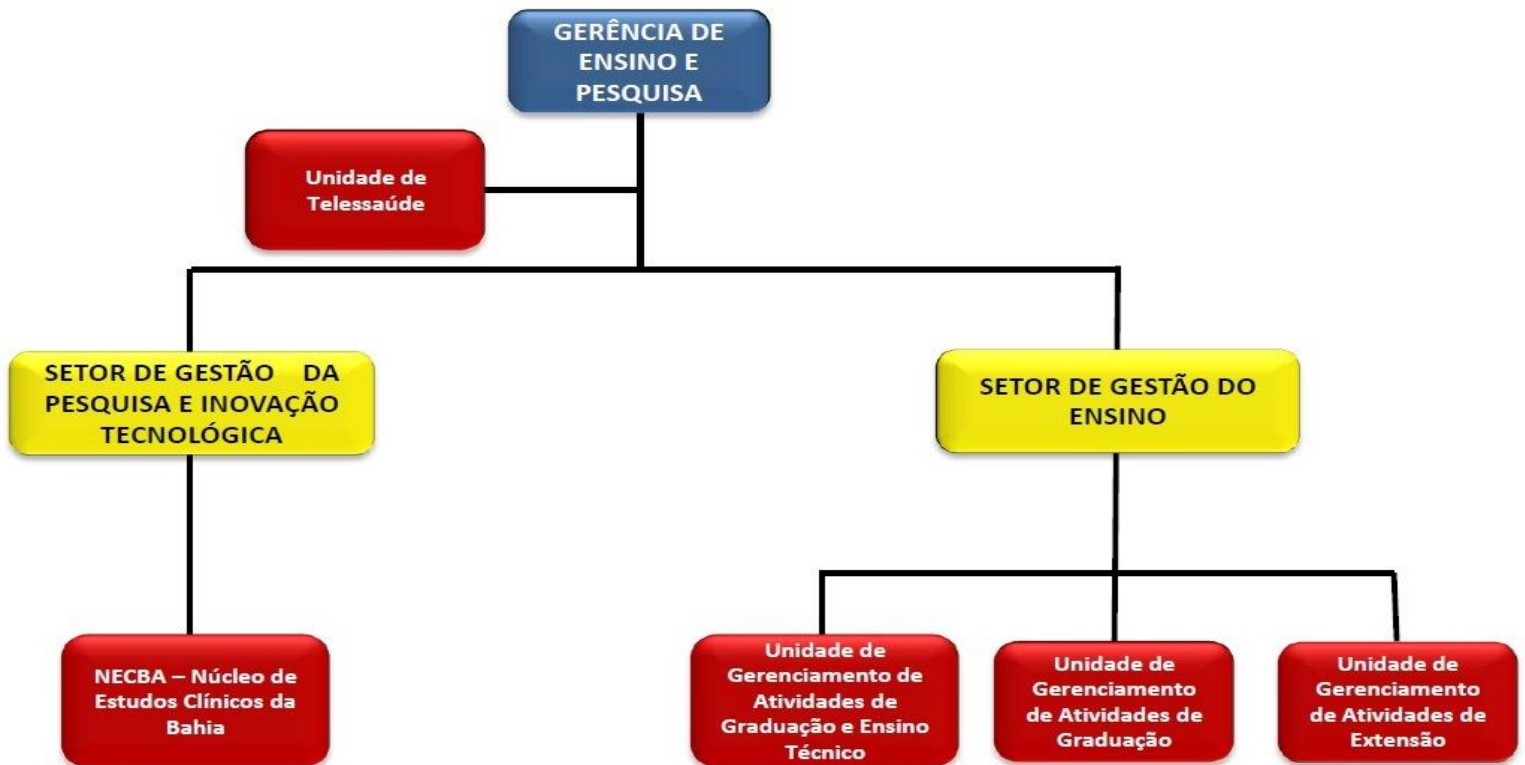 GERÊNCIA DE
ENSINO E
PESQUISA
Unidade de
Telessaúde
SETOR DE GESTÃO DA
PESQUISA E INOVAÇÃO
TECNOLÓGICA
SETOR DE GESTÃO DO
ENSINO
NECBA – Núcleo de
Estudos Clínicos da
Bahia
Unidade de
Gerenciamento de
Atividades de
Graduação e Ensino
Técnico
Unidade de
Gerenciamento
de Atividades de
Graduação
Unidade de
Gerenciamento
de Atividades de
Extensão